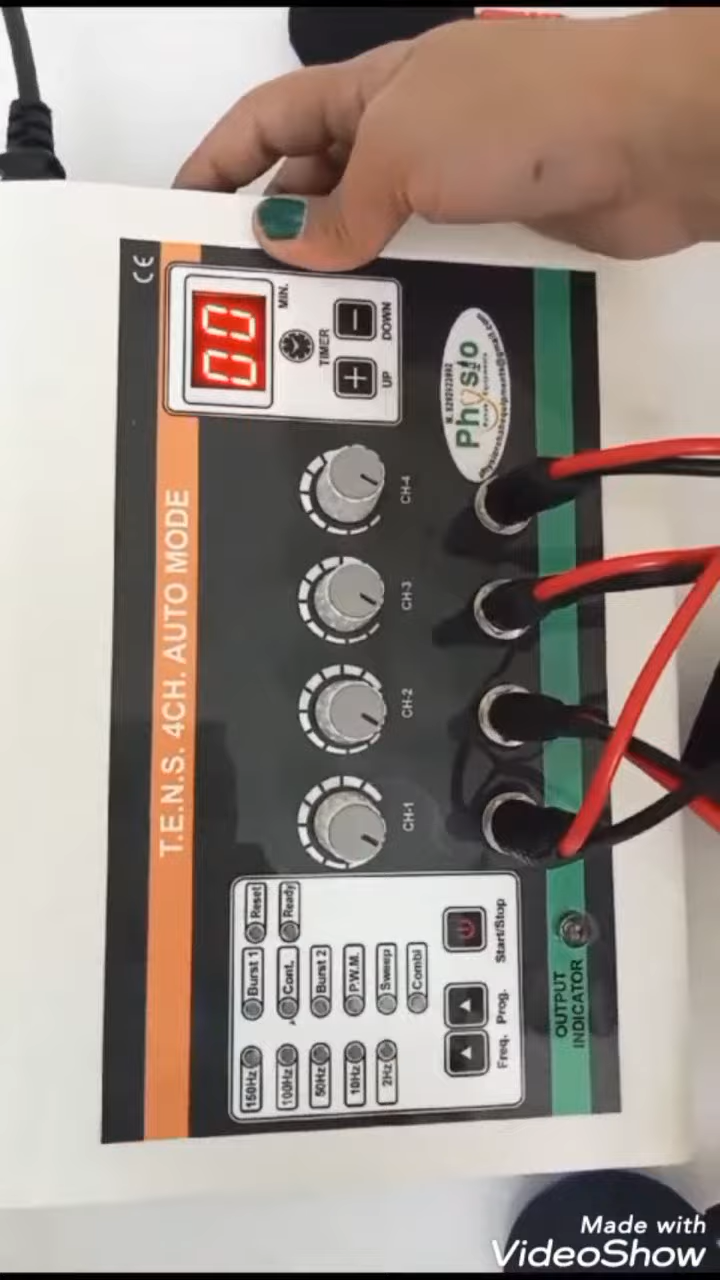 CE
T.E.N.S. 4CH. AUTO MODE
150Hz
100Hz
50Hz
10Hz
2Hz
Burst 1
Cont.
Burst 2
P.W.M.
Sweep
Combi
Reset
Ready
Freq. Prog. Start/Stop
CH-1
CH-2
CH-3
CH-4
00
MIN.
TIMER
UP
DOWN
Physio
OUTPUT
INDICATOR
Made with
VideoShow